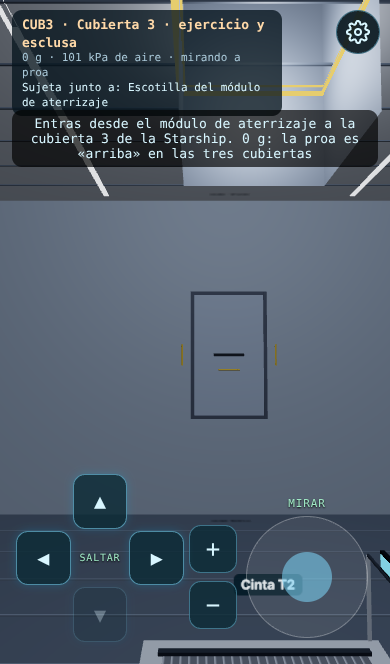 CUB3 · Cubierta 3 · ejercicio y
esclusa
0 g · 101 kPa de aire · mirando a
proa
Sujeta junto a: Escotilla del módulo
de aterrizaje
Entras desde el módulo de aterrizaje a la
cubierta 3 de la Starship. 0 g: la proa es
«arriba» en las tres cubiertas
MIRAR
SALTAR
+
Cinta T2
−